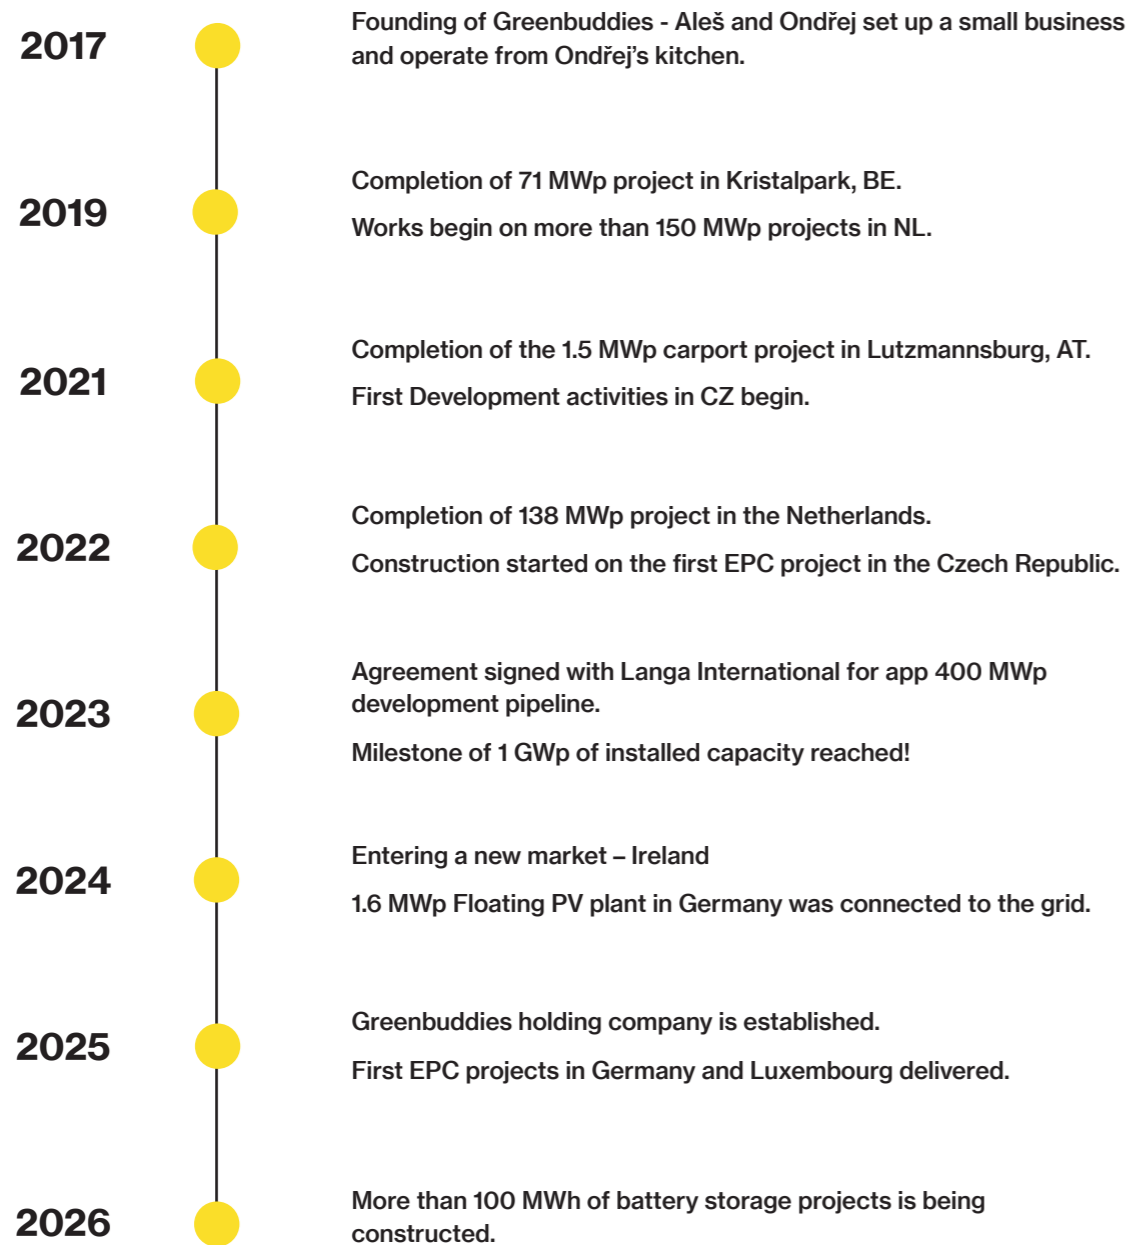 2017
Founding of Greenbuddies - Aleš and Ondřej set up a small business
and operate from Ondřej’s kitchen.
2019
Completion of 71 MWp project in Kristalpark, BE.
Works begin on more than 150 MWp projects in NL.
2021
Completion of the 1.5 MWp carport project in Lutzmannsburg, AT.
First Development activities in CZ begin.
2022
Completion of 138 MWp project in the Netherlands.
Construction started on the first EPC project in the Czech Republic.
2023
Agreement signed with Langa International for app 400 MWp
development pipeline.
Milestone of 1 GWp of installed capacity reached!
2024
Entering a new market – Ireland
1.6 MWp Floating PV plant in Germany was connected to the grid.
2025
Greenbuddies holding company is established.
First EPC projects in Germany and Luxembourg delivered.
2026
More than 100 MWh of battery storage projects is being
constructed.